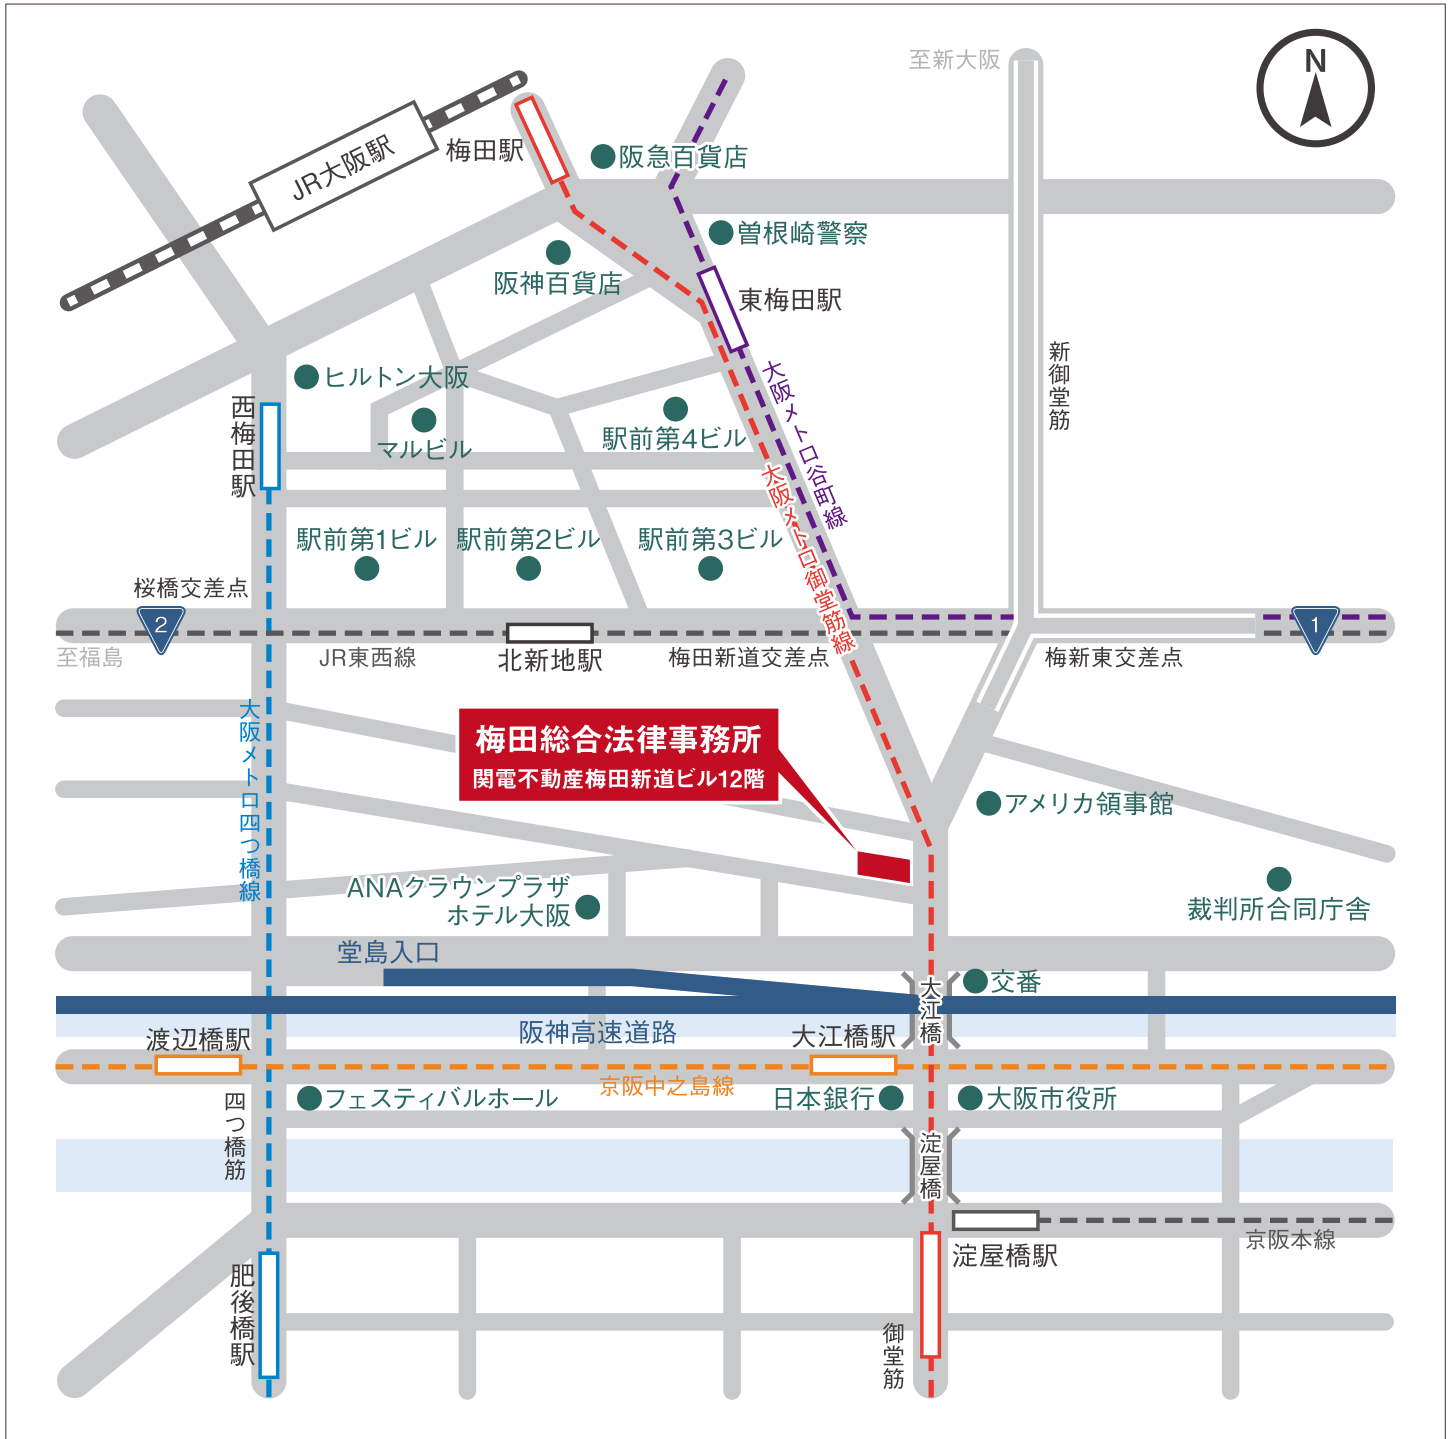 至新大阪
N
JR大阪駅
梅田駅
阪急百貨店
曽根崎警察
阪神百貨店
東梅田駅
新御堂筋
ヒルトン大阪
西梅田駅
マルビル
駅前第4ビル
大阪メトロ谷町線
大阪メトロ御堂筋線
駅前第1ビル
駅前第2ビル
駅前第3ビル
桜橋交差点
2
1
至福島
JR東西線
北新地駅
梅田新道交差点
梅新東交差点
大阪メトロ四つ橋線
梅田総合法律事務所
関電不動産梅田新道ビル12階
アメリカ領事館
ANAクラウンプラザ
ホテル大阪
裁判所合同庁舎
堂島入口
交番
大江橋
阪神高速道路
渡辺橋駅
大江橋駅
京阪中之島線
フェスティバルホール
日本銀行
大阪市役所
四つ橋筋
淀屋橋
淀屋橋駅
京阪本線
肥後橋駅
御堂筋